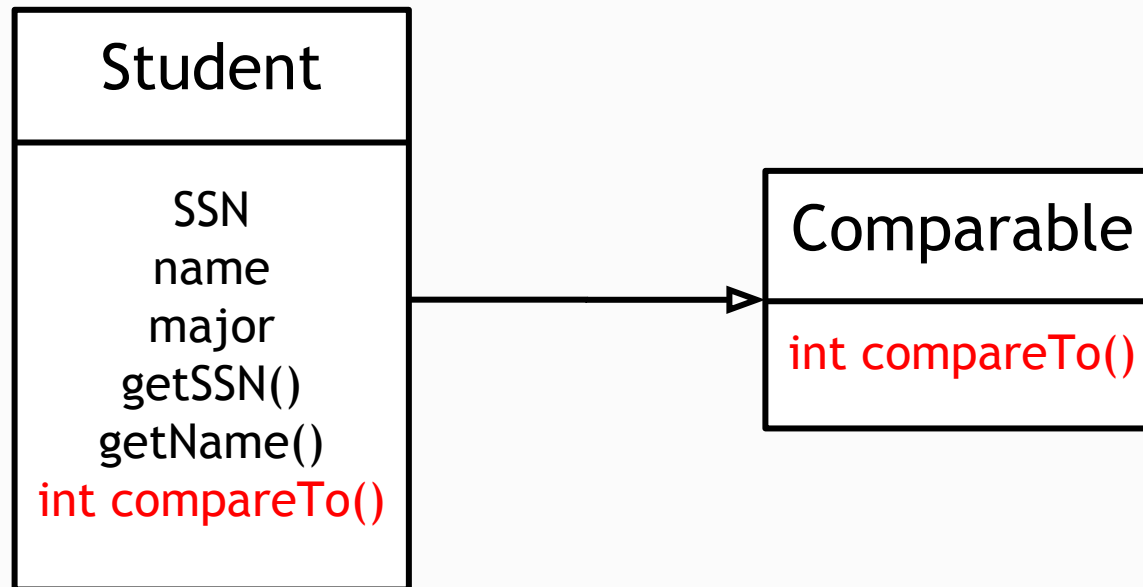 Student
SSN
name
major
getSSN()
getName()
int compareTo()
Comparable
int compareTo()